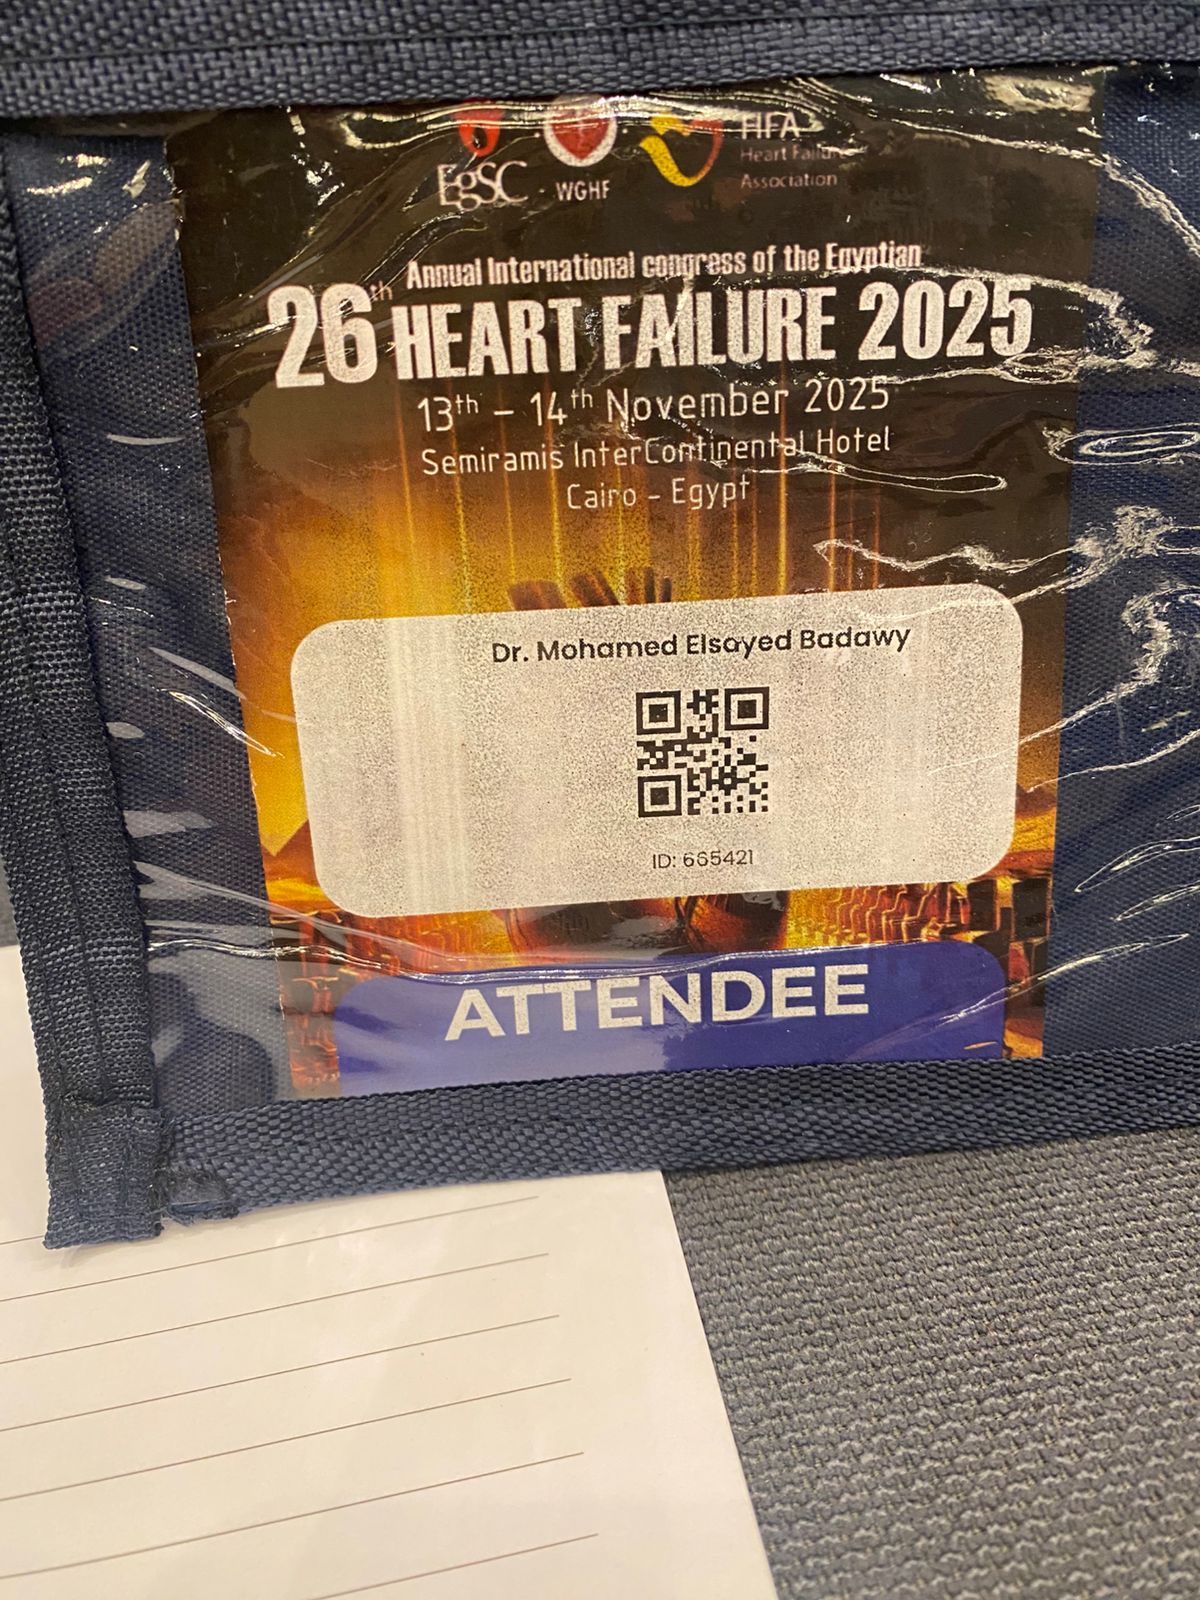 EgSC
WGHF
HFA
Heart Failure
Association
Annual International congress of the Egyptian
26th HEART FAILURE 2025
13th – 14th November 2025
Semiramis InterContinental Hotel
Cairo - Egypt
Dr. Mohamed Elsayed Badawy
ID: 665421
ATTENDEE